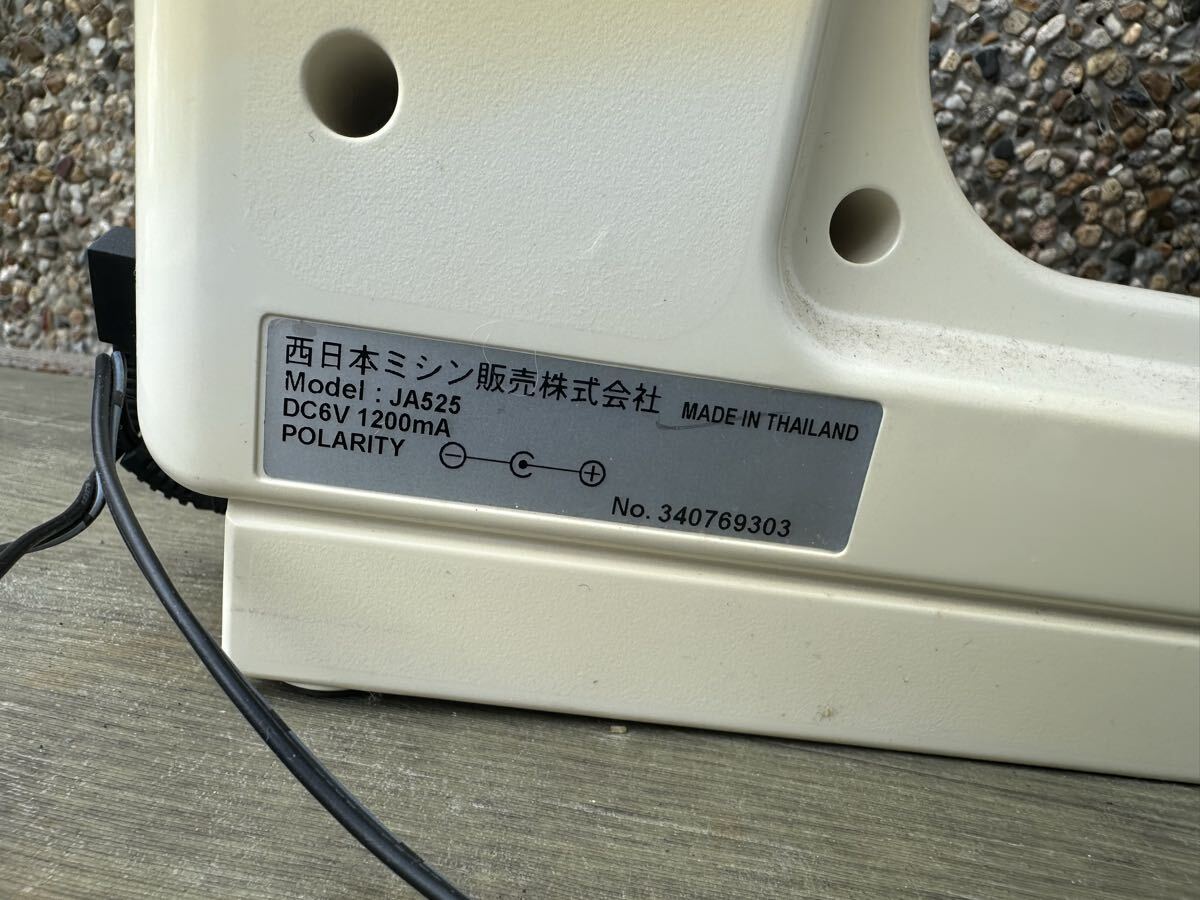 西日本ミシン販売株式会社
Model : JA525
MADE IN THAILAND
DC6V 1200mA
POLARITY
No. 340769303